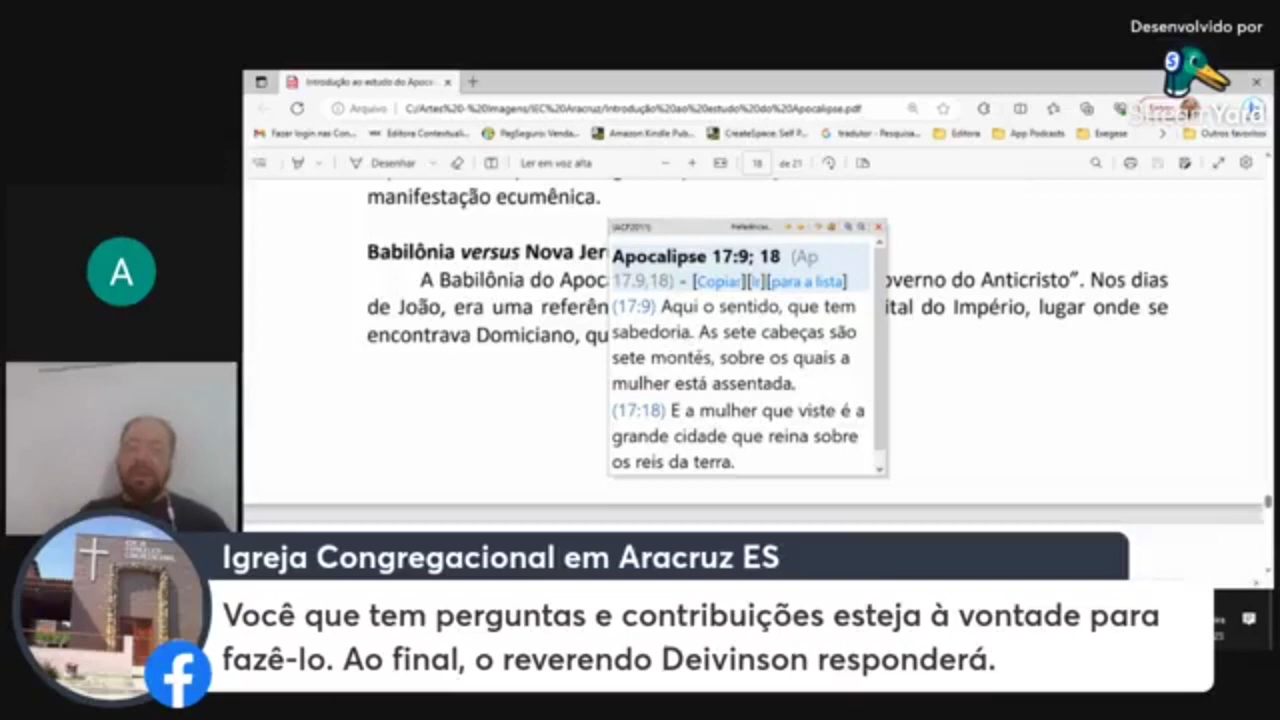 Desenvolvido por
StreamYard
Introdução ao estudo do Apoc
Arquivo
C:/Artes%20-%20Imagens/IEC%20Aracruz/Introdução%20ao%20estudo%20do%20Apocalipse.pdf
Fazer login nas Con...
Editora Contextuali...
PagSeguro: Venda...
Amazon Kindle Pub...
CreateSpace: Self P...
tradutor - Pesquisa...
Editora
App Podcasts
Exegese
Outros favoritos
Desenhar
Ler em voz alta
18
de 21
manifestação ecumênica.
Babilônia versus Nova Jer
A Babilônia do Apoc
overno do Anticristo”. Nos dias
de João, era uma referên
ital do Império, lugar onde se
encontrava Domiciano, qu
Preferências...
Apocalipse 17:9; 18 (Ap
17.9,18) - [Copiar][Ir][para a lista]
(17:9) Aqui o sentido, que tem
sabedoria. As sete cabeças são
sete montes, sobre os quais a
mulher está assentada.
(17:18) E a mulher que viste é a
grande cidade que reina sobre
os reis da terra.
A
Igreja Congregacional em Aracruz ES
Você que tem perguntas e contribuições esteja à vontade para
fazê-lo. Ao final, o reverendo Deivinson responderá.